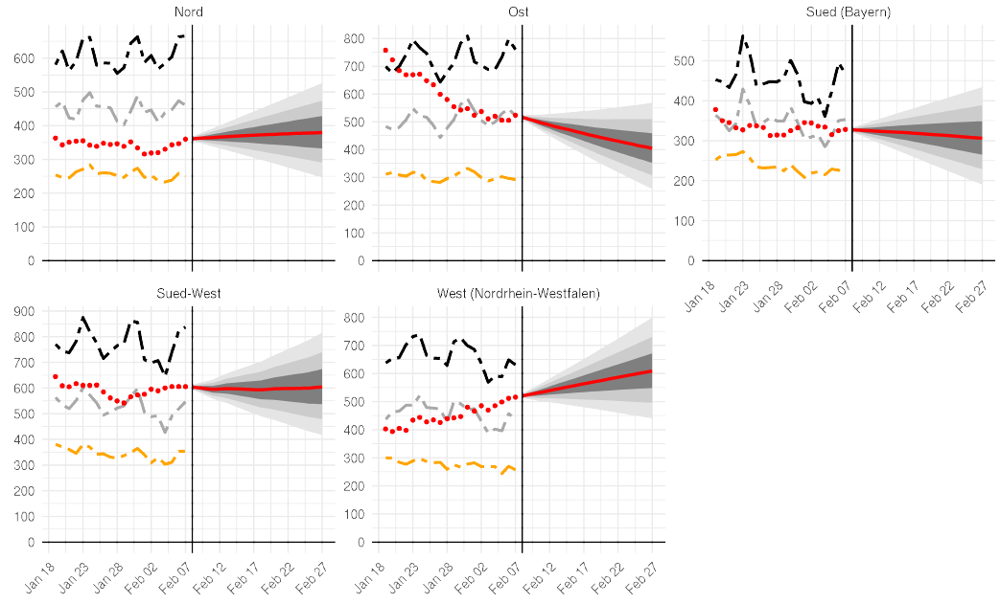 Nord
600
500
400
300
200
100
0
Ost
800
700
600
500
400
300
200
100
0
Sued (Bayern)
500
400
300
200
100
0
Jan 18
Jan 23
Jan 28
Feb 02
Feb 07
Feb 12
Feb 17
Feb 22
Feb 27
Sued-West
900
800
700
600
500
400
300
200
100
0
Jan 18
Jan 23
Jan 28
Feb 02
Feb 07
Feb 12
Feb 17
Feb 22
Feb 27
West (Nordrhein-Westfalen)
800
700
600
500
400
300
200
100
0
Jan 18
Jan 23
Jan 28
Feb 02
Feb 07
Feb 12
Feb 17
Feb 22
Feb 27